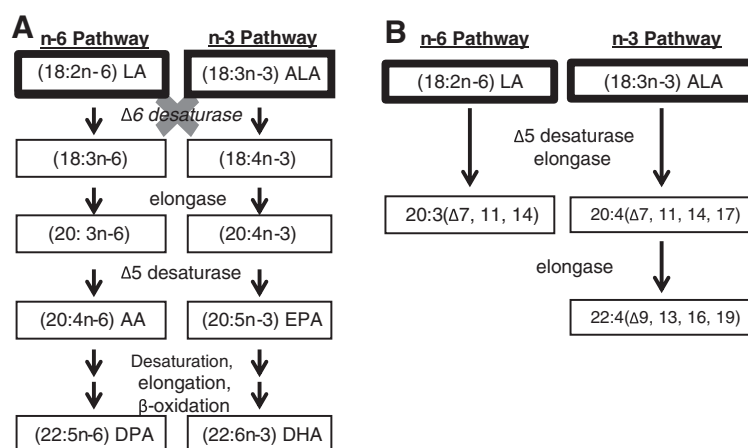 A
n-6 Pathway
n-3 Pathway
(18:2n-6) LA
(18:3n-3) ALA
Δ6 desaturase
(18:3n-6)
(18:4n-3)
elongase
(20: 3n-6)
(20:4n-3)
Δ5 desaturase
(20:4n-6) AA
(20:5n-3) EPA
Desaturation,
elongation,
β-oxidation
(22:5n-6) DPA
(22:6n-3) DHA
B
n-6 Pathway
n-3 Pathway
(18:2n-6) LA
(18:3n-3) ALA
Δ5 desaturase
elongase
20:3(Δ7, 11, 14)
20:4(Δ7, 11, 14, 17)
elongase
22:4(Δ9, 13, 16, 19)